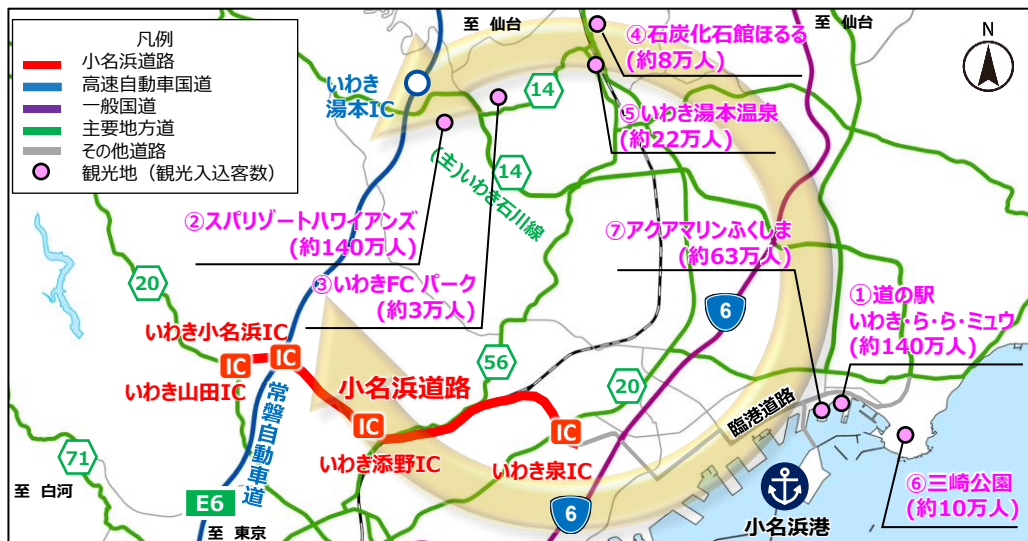 凡例
小名浜道路
高速自動車国道
一般国道
主要地方道
その他道路
観光地（観光入込客数）
至 仙台
至 仙台
N
④石炭化石館ほるる
(約8万人)
いわき
湯本IC
14
⑤いわき湯本温泉
(約22万人)
14
(主)いわき石川線
②スパリゾートハワイアンズ
(約140万人)
⑦アクアマリンふくしま
(約63万人)
③いわきFC パーク
(約3万人)
20
6
①道の駅
いわき・ら・ら・ミュウ
(約140万人)
いわき小名浜IC
IC
IC
いわき山田IC
常磐自動車道
小名浜道路
56
20
IC
IC
いわき添野IC
いわき泉IC
臨港道路
71
至 白河
E6
至 東京
6
小名浜港
⑥三崎公園
(約10万人)